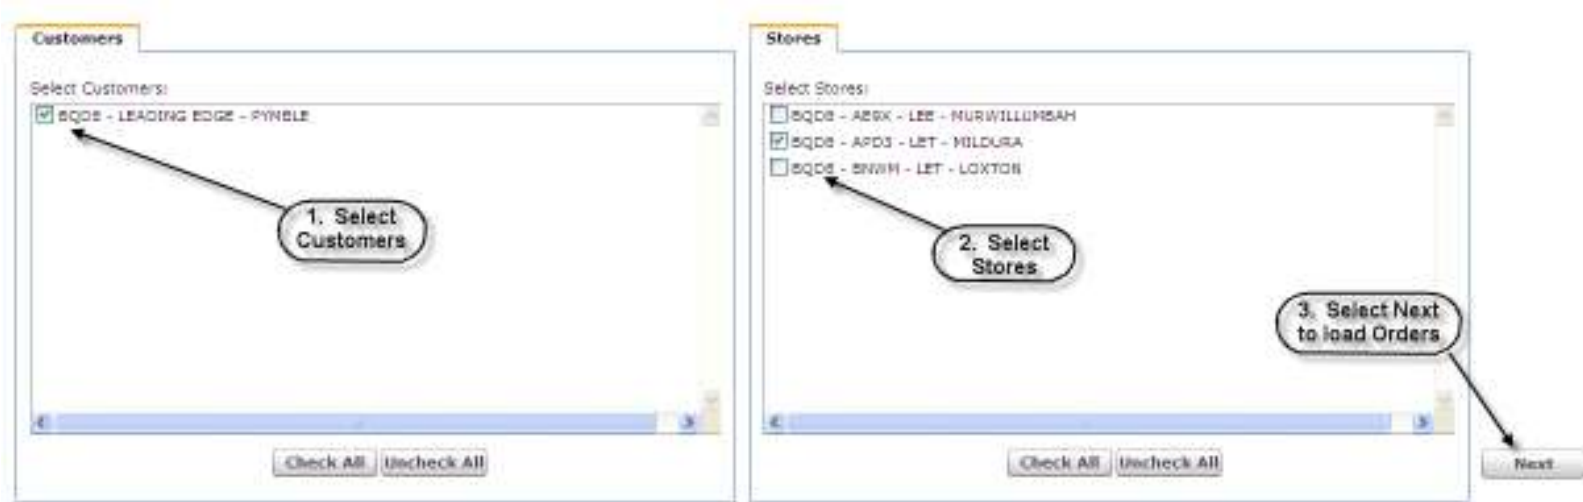 Customers
Select Customers:
BQD8 - LEADING EDGE - PYMBLE
1. Select
Customers
Check All Uncheck All
Stores
Select Stores:
BQD8 - AE9X - LEE - MURWILLUMBAH
BQD8 - APD3 - LET - MILDURA
BQD8 - BNWM - LET - LOXTON
2. Select
Stores
3. Select Next
to load Orders
Check All Uncheck All
Next